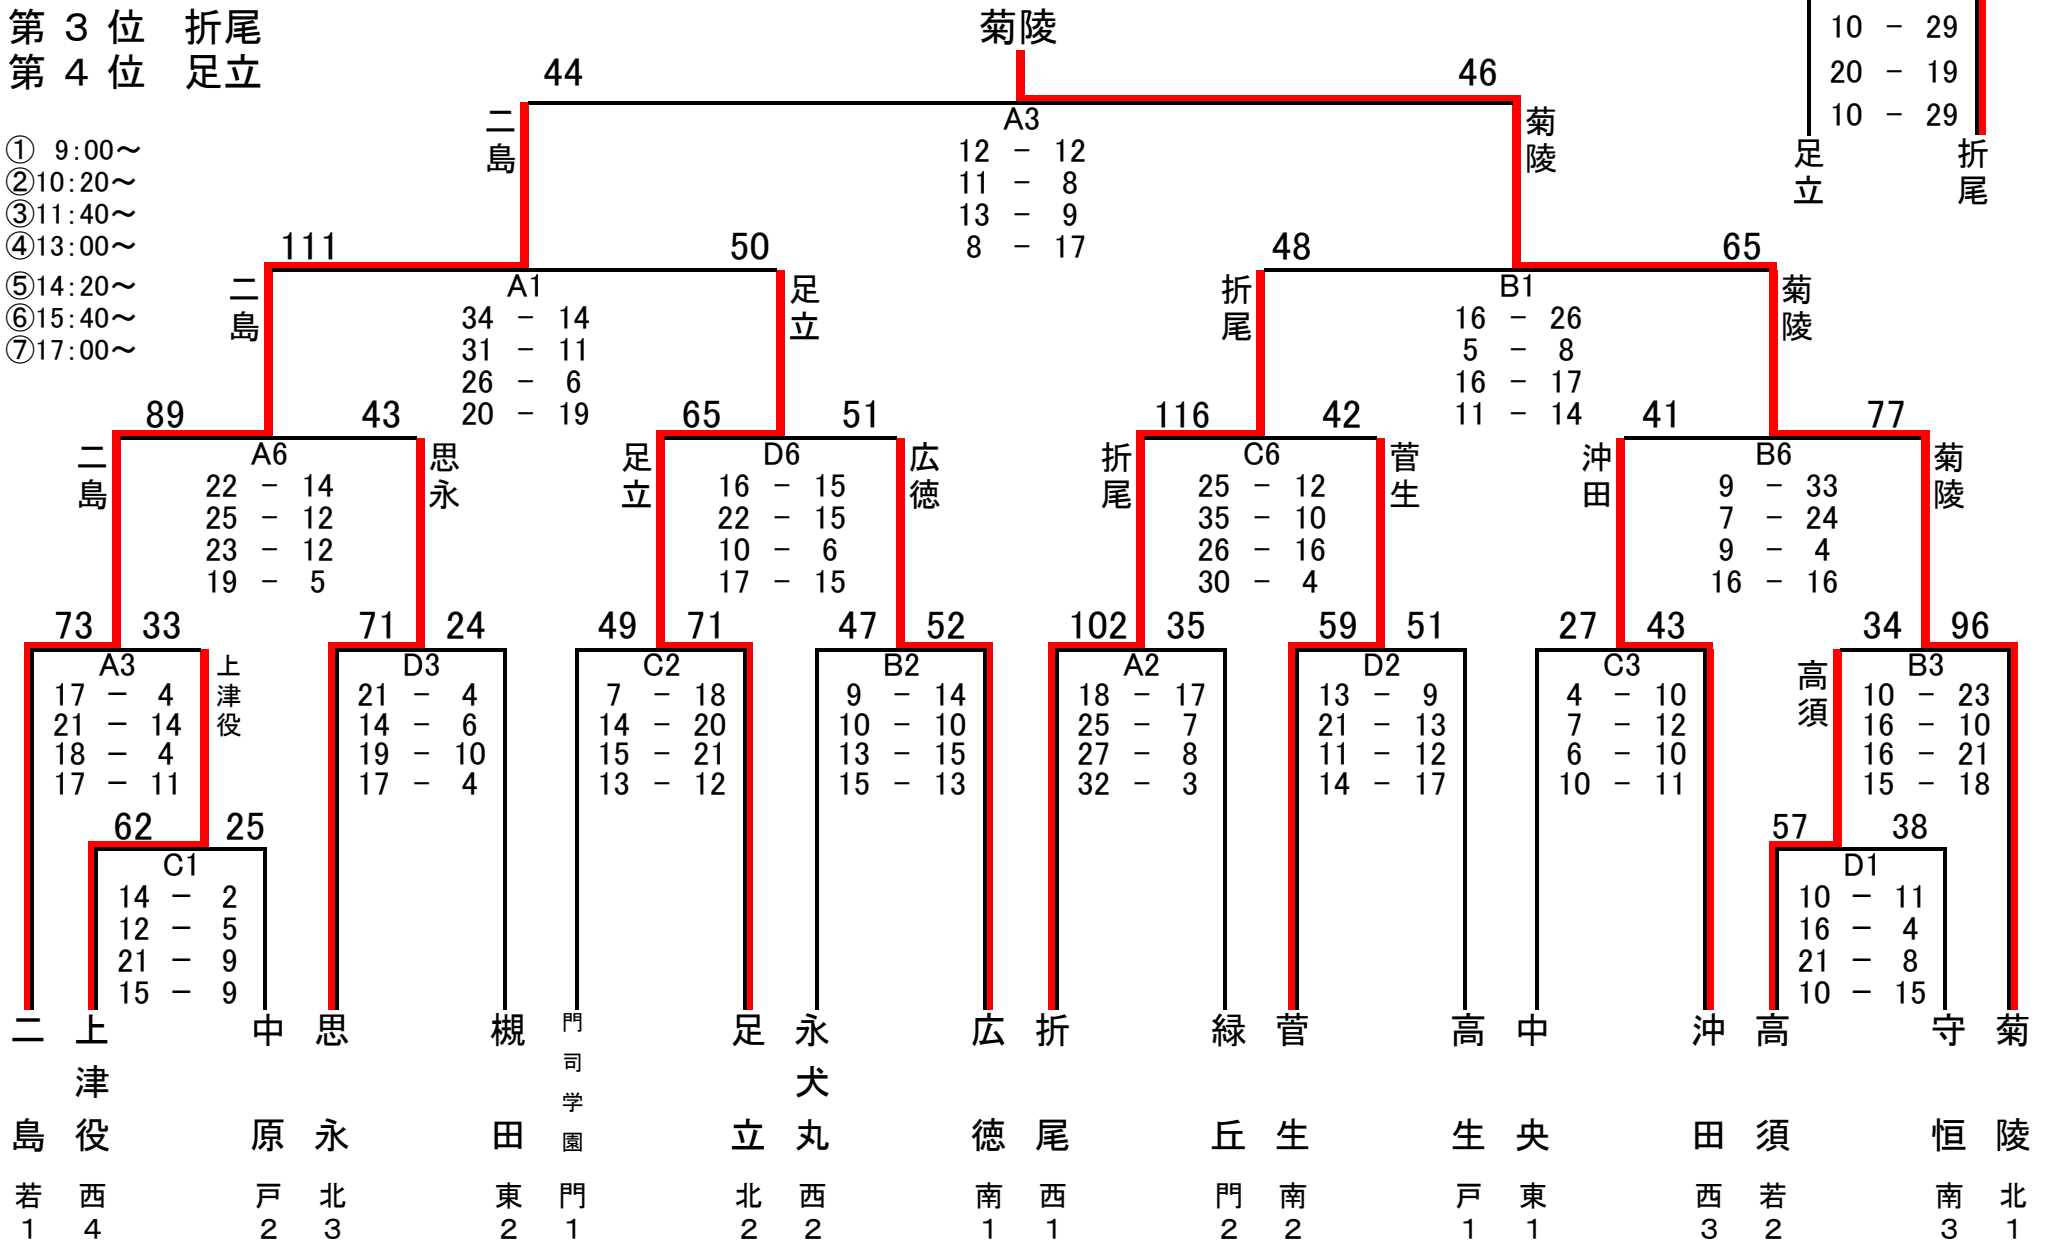 第 ３ 位　折尾
第 ４ 位　足立
菊陵
10 － 29
20 － 19
10 － 29
足立 折尾
① 9:00～
②10:20～
③11:40～
④13:00～
⑤14:20～
⑥15:40～
⑦17:00～
44 46
二島 A3 菊陵
12 － 12
11 － 8
13 － 9
8 － 17
111 50
二島 A1 足立
34 － 14
31 － 11
26 － 6
20 － 19
48 65
折尾 B1 菊陵
16 － 26
5 － 8
16 － 17
11 － 14
89 43
二島 A6 思永
22 － 14
25 － 12
23 － 12
19 － 5
65 51
足立 D6 広徳
16 － 15
22 － 15
10 － 6
17 － 15
116 42
折尾 C6 菅生
25 － 12
35 － 10
26 － 16
30 － 4
41 77
沖田 B6 菊陵
9 － 33
7 － 24
9 － 4
16 － 16
73 33
A3 上津役
17 － 4
21 － 14
18 － 4
17 － 11
71 24
D3
21 － 4
14 － 6
19 － 10
17 － 4
49 71
C2
7 － 18
14 － 20
15 － 21
13 － 12
47 52
B2
9 － 14
10 － 10
13 － 15
15 － 13
102 35
A2
18 － 17
25 － 7
27 － 8
32 － 3
59 51
D2
13 － 9
21 － 13
11 － 12
14 － 17
27 43
C3
4 － 10
7 － 12
6 － 10
10 － 11
34 96
高須 B3
10 － 23
16 － 10
16 － 21
15 － 18
62 25
C1
14 － 2
12 － 5
21 － 9
15 － 9
57 38
D1
10 － 11
16 － 4
21 － 8
10 － 15
二島 若１
上津役 西４
中原 戸２
思永 北３
槻田 東２
門司学園 門１
足立 北２
永犬丸 西２
広徳 南１
折尾 西１
緑丘 門２
菅生 南２
高生 戸１
中央 東１
沖田 西３
高須 若２
守恒 南３
菊陵 北１